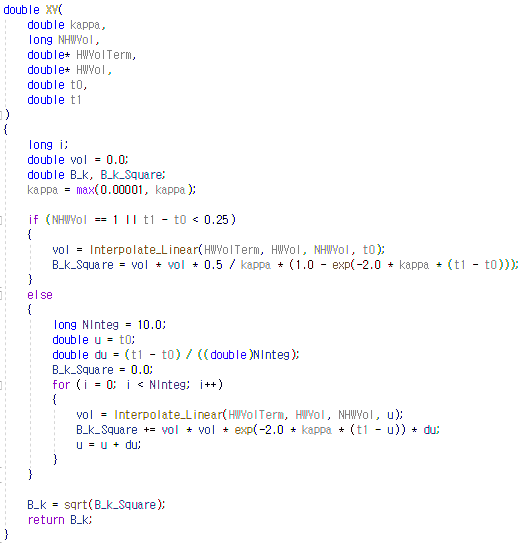 double XV(
    double kappa,
    long NHWVol,
    double* HWVolTerm,
    double* HWVol,
    double t0,
    double t1
)
{
    long i;
    double vol = 0.0;
    double B_k, B_k_Square;
    kappa = max(0.00001, kappa);

    if (NHWVol == 1 || t1 - t0 < 0.25)
    {
        vol = Interpolate_Linear(HWVolTerm, HWVol, NHWVol, t0);
        B_k_Square = vol * vol * 0.5 / kappa * (1.0 - exp(-2.0 * kappa * (t1 - t0)));
    }
    else
    {
        long NInteg = 10.0;
        double u = t0;
        double du = (t1 - t0) / ((double)NInteg);
        B_k_Square = 0.0;
        for (i = 0; i < NInteg; i++)
        {
            vol = Interpolate_Linear(HWVolTerm, HWVol, NHWVol, u);
            B_k_Square += vol * vol * exp(-2.0 * kappa * (t1 - u)) * du;
            u = u + du;
        }
    }

    B_k = sqrt(B_k_Square);
    return B_k;
}